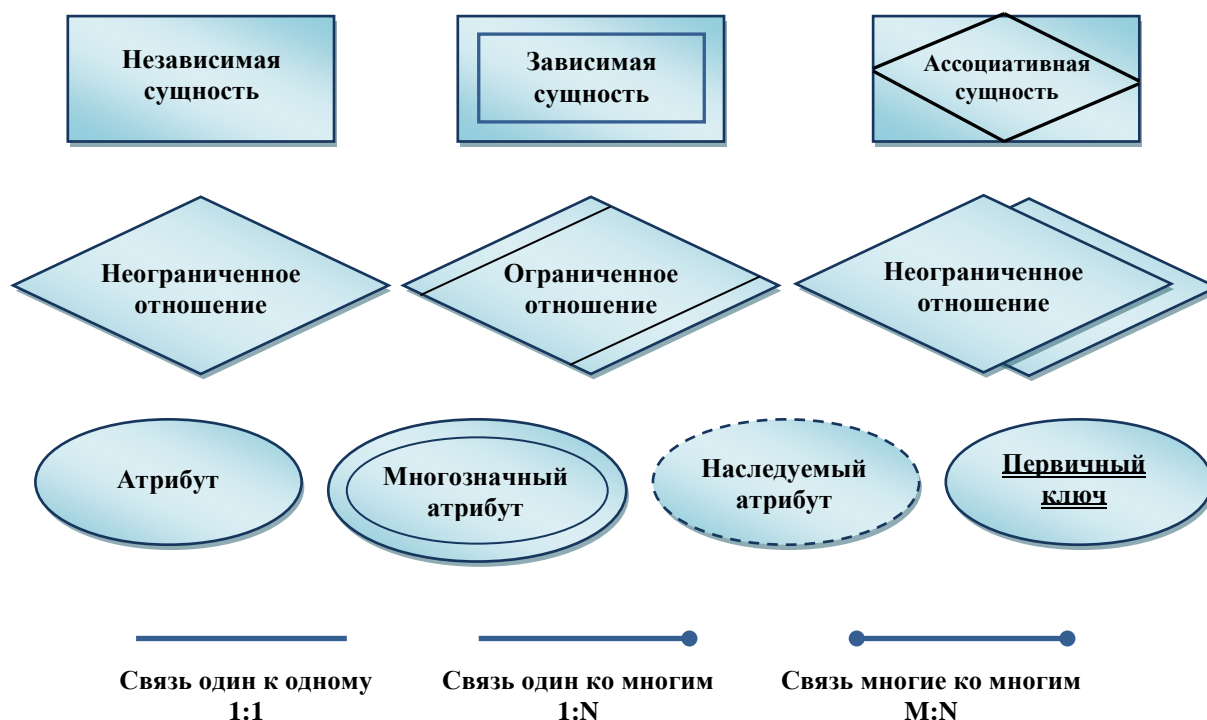 Независимая
сущность
Зависимая
сущность
Ассоциативная
сущность
Неограниченное
отношение
Ограниченное
отношение
Неограниченное
отношение
Атрибут
Многозначный
атрибут
Наследуемый
атрибут
Первичный
ключ
Связь один к одному
1:1
Связь один ко многим
1:N
Связь многие ко многим
M:N